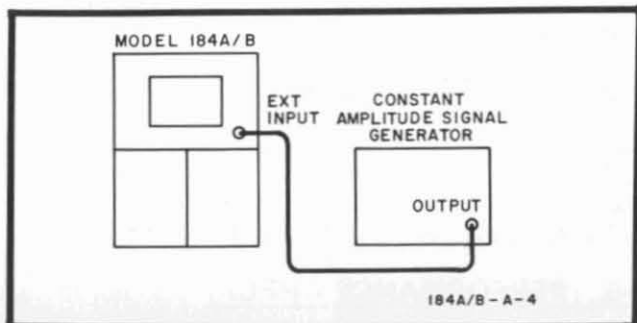 MODEL 184A/B
EXT
INPUT
CONSTANT
AMPLITUDE SIGNAL
GENERATOR
OUTPUT
184A/B-A-4